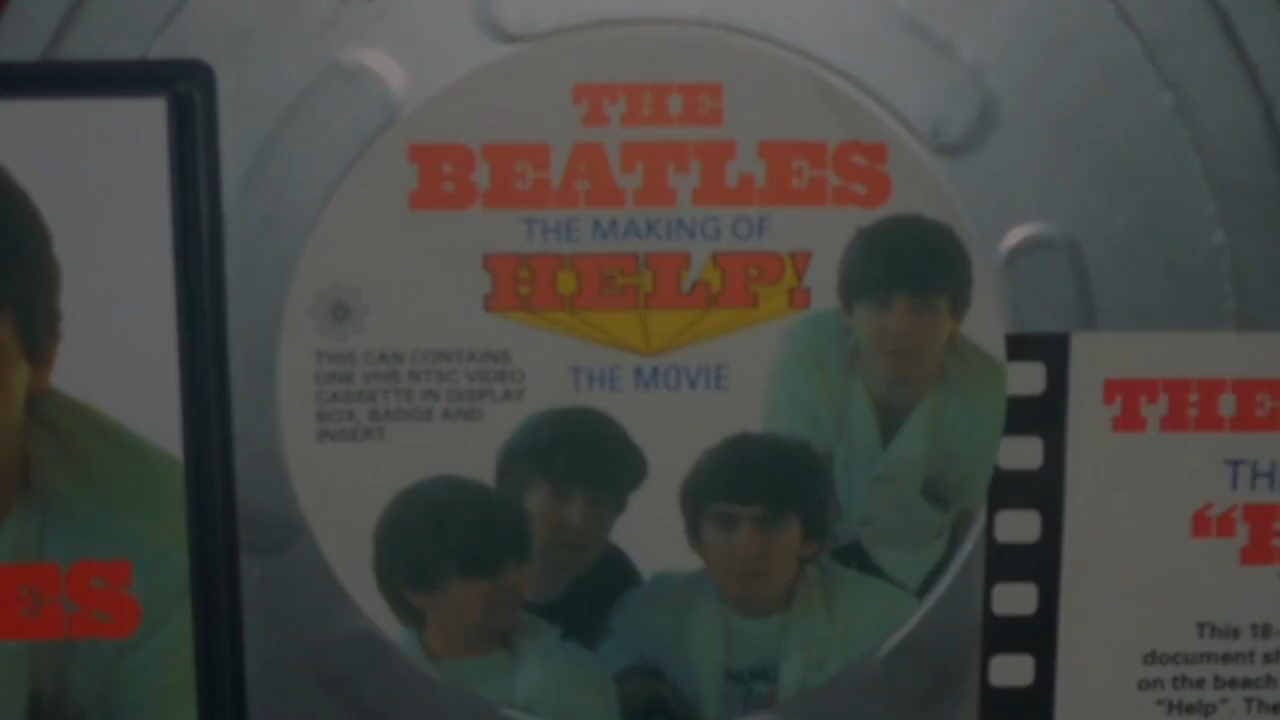 THE
BEATLES
THE MAKING OF
HELP!
THE MOVIE
THIS CAN CONTAINS
ONE VHS NTSC VIDEO
CASSETTE IN DISPLAY
BOX, BADGE AND
INSERT
ES
THE
TH
"
This 18-
document
on the beach
"Help". The